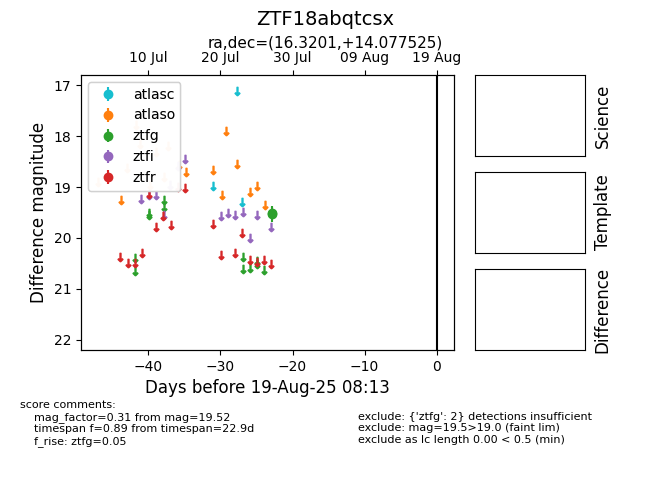 ZTF18abqtcsx
ra,dec=(16.3201,+14.077525)
10 Jul 20 Jul 30 Jul 09 Aug 19 Aug
17
18
19
20
21
22
Difference magnitude
atlasc
atlaso
ztfg
ztfi
ztfr
−40 −30 −20 −10 0
Days before 19-Aug-25 08:13
Science
Template
Difference
score comments:
mag_factor=0.31 from mag=19.52
timespan f=0.89 from timespan=22.9d
f_rise: ztfg=0.05
exclude: {'ztfg': 2} detections insufficient
exclude: mag=19.5>19.0 (faint lim)
exclude as lc length 0.00 < 0.5 (min)